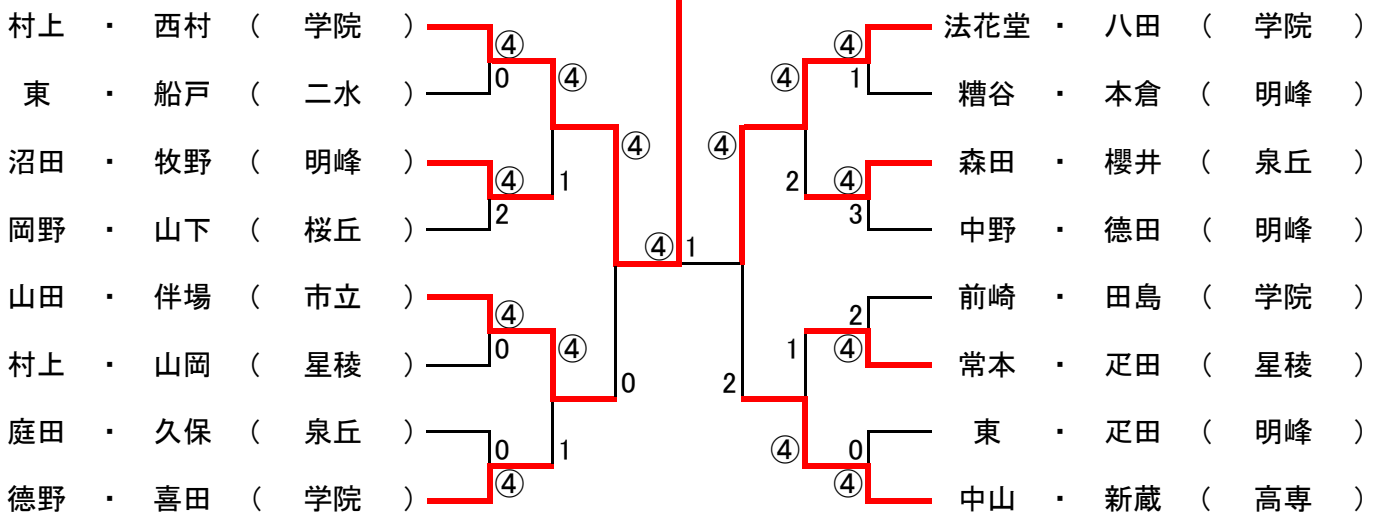 村上 ・ 西村 ( 学院 )
④
0
東 ・ 船戸 ( 二水 )
④
沼田 ・ 牧野 ( 明峰 )
④
2
岡野 ・ 山下 ( 桜丘 )
1
④
山田 ・ 伴場 ( 市立 )
④
0
村上 ・ 山岡 ( 星稜 )
④
庭田 ・ 久保 ( 泉丘 )
0
④
徳野 ・ 喜田 ( 学院 )
1
0
④ 1
法花堂 ・ 八田 ( 学院 )
④
1
糟谷 ・ 本倉 ( 明峰 )
④
森田 ・ 櫻井 ( 泉丘 )
④
3
中野 ・ 德田 ( 明峰 )
2
④
前崎 ・ 田島 ( 学院 )
2
④
常本 ・ 疋田 ( 星稜 )
1
東 ・ 疋田 ( 明峰 )
0
④
中山 ・ 新蔵 ( 高専 )
④
2